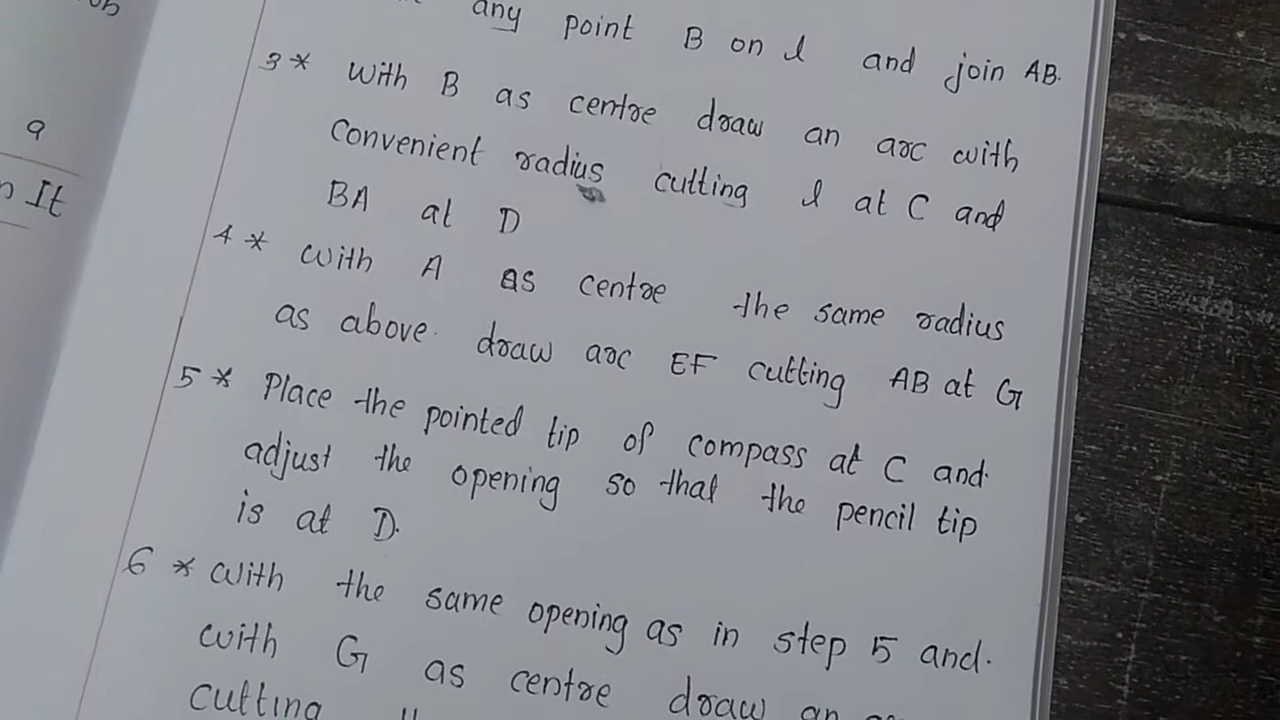 any point B on l and join AB.
3* With B as centre draw an arc with
Convenient radius cutting l at C and
BA at D
4* With A as centre the same radius
as above. draw arc EF cutting AB at G
5* Place the pointed tip of compass at C and
adjust the opening so that the pencil tip
is at D.
6* With the same opening as in step 5 and.
with G as centre draw an
cutting
9
It